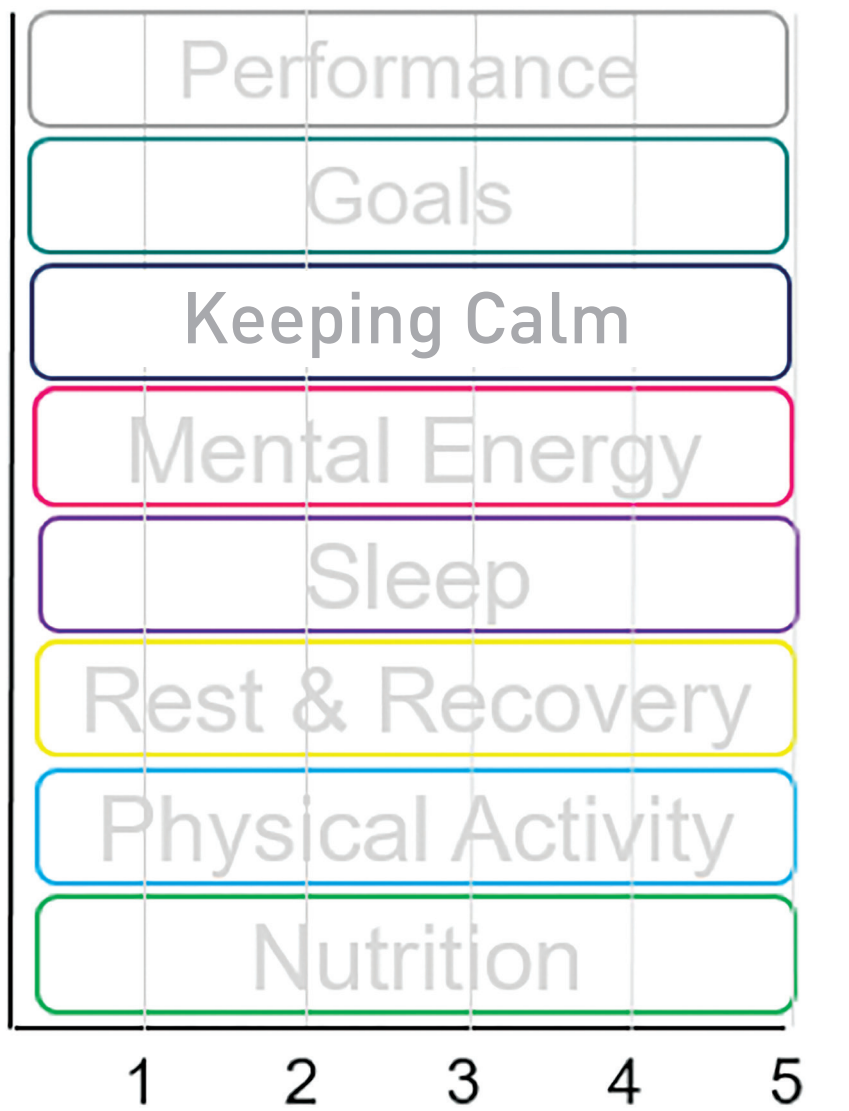 Performance
Goals
Keeping Calm
Mental Energy
Sleep
Rest & Recovery
Physical Activity
Nutrition
1 2 3 4 5